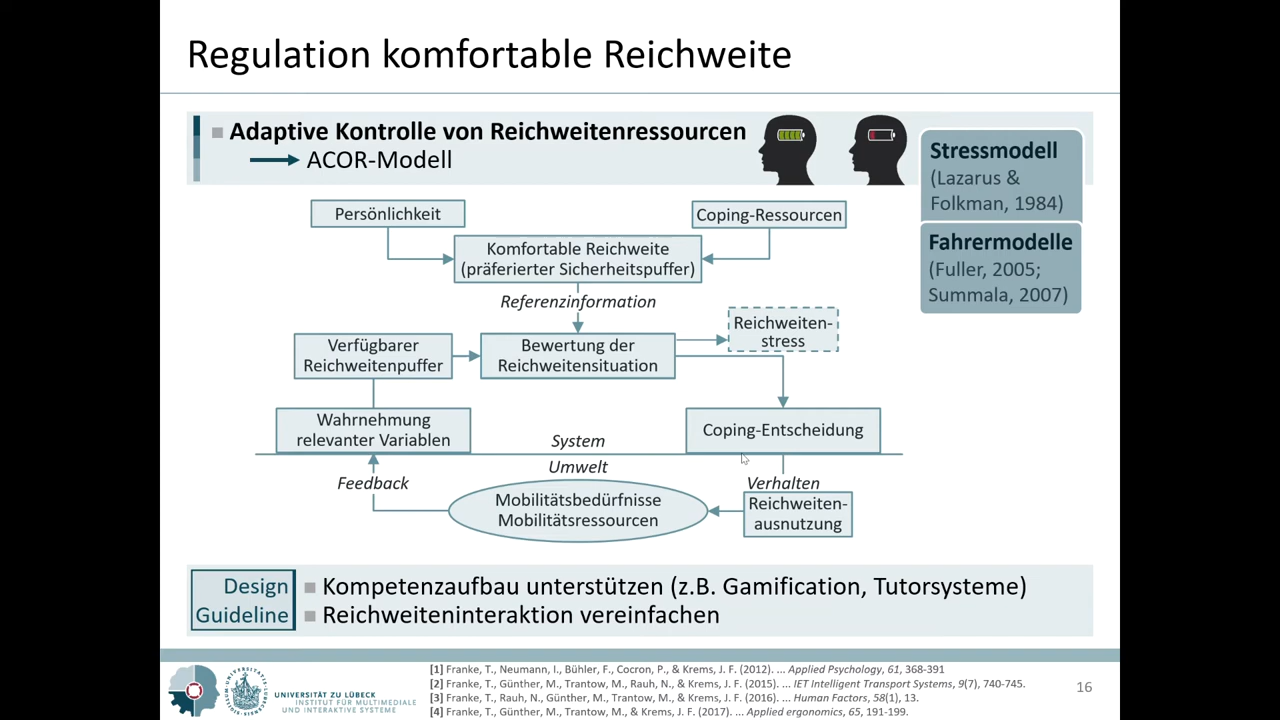 Regulation komfortable Reichweite
Adaptive Kontrolle von Reichweitenressourcen
ACOR-Modell
Stressmodell
(Lazarus &
Folkman, 1984)
Fahrermodelle
(Fuller, 2005;
Summala, 2007)
Persönlichkeit
Coping-Ressourcen
Komfortable Reichweite
(präferierter Sicherheitspuffer)
Referenzinformation
Verfügbarer
Reichweitenpuffer
Bewertung der
Reichweitensituation
Reichweiten-
stress
Wahrnehmung
relevanter Variablen
Coping-Entscheidung
System
Umwelt
Feedback
Verhalten
Mobilitätsbedürfnisse
Mobilitätsressourcen
Reichweiten-
ausnutzung
Design
Guideline
Kompetenzaufbau unterstützen (z.B. Gamification, Tutorsysteme)
Reichweiteninteraktion vereinfachen
UNIVERSITÄT ZU LÜBECK
INSTITUT FÜR MULTIMEDIALE
UND INTERAKTIVE SYSTEME
[1] Franke, T., Neumann, I., Bühler, F., Cocron, P., & Krems, J. F. (2012). ... Applied Psychology, 61, 368-391
[2] Franke, T., Günther, M., Trantow, M., Rauh, N., & Krems, J. F. (2015). ... IET Intelligent Transport Systems, 9(7), 740-745.
[3] Franke, T., Rauh, N., Günther, M., Trantow, M., & Krems, J. F. (2016). ... Human Factors, 58(1), 13.
[4] Franke, T., Günther, M., Trantow, M., & Krems, J. F. (2017). ... Applied ergonomics, 65, 191-199.
16